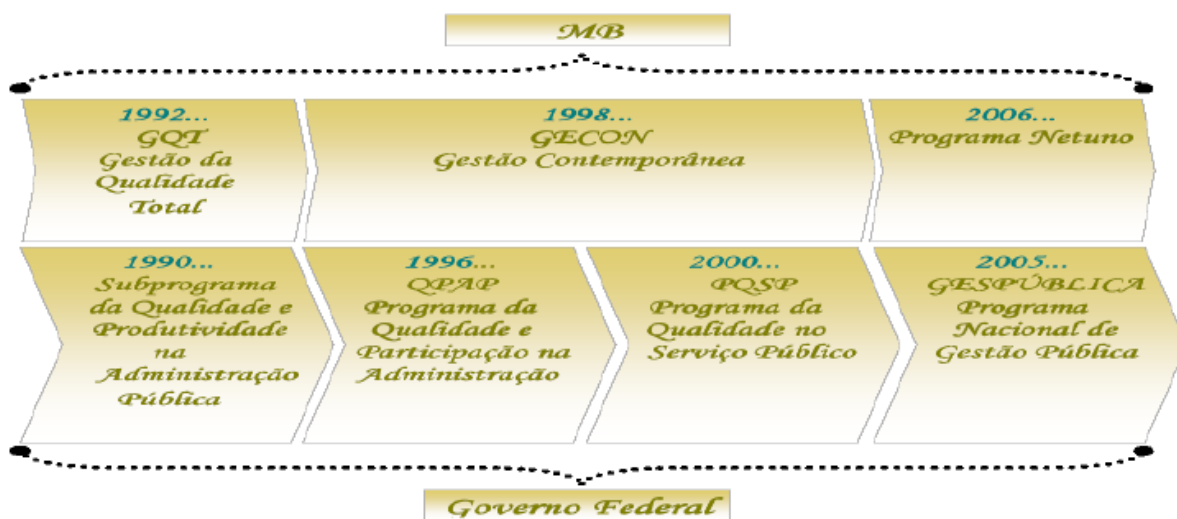 MB
1992...
GQT
Gestão da
Qualidade
Total
1998...
GECON
Gestão Contemporânea
2006...
Programa Netuno
1990...
Subprograma
da Qualidade e
Produtividade
na
Administração
Pública
1996...
QPAP
Programa da
Qualidade e
Participação na
Administração
2000...
PQSP
Programa da
Qualidade no
Serviço Público
2005...
GESPÚBLICA
Programa
Nacional de
Gestão Pública
Governo Federal